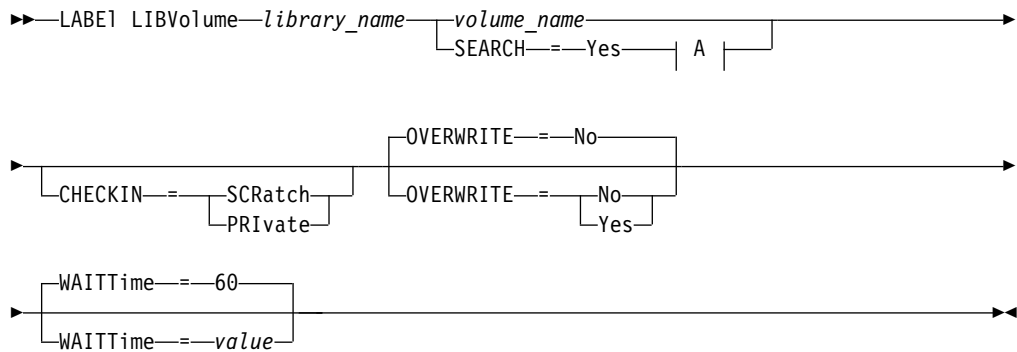 LABEl LIBVolume library_name volume_name
SEARCH = Yes A
OVERWRITE = No
CHECKIN = SCRatch OVERWRITE = No
PRIvate Yes
WAITTime = 60
WAITTime = value